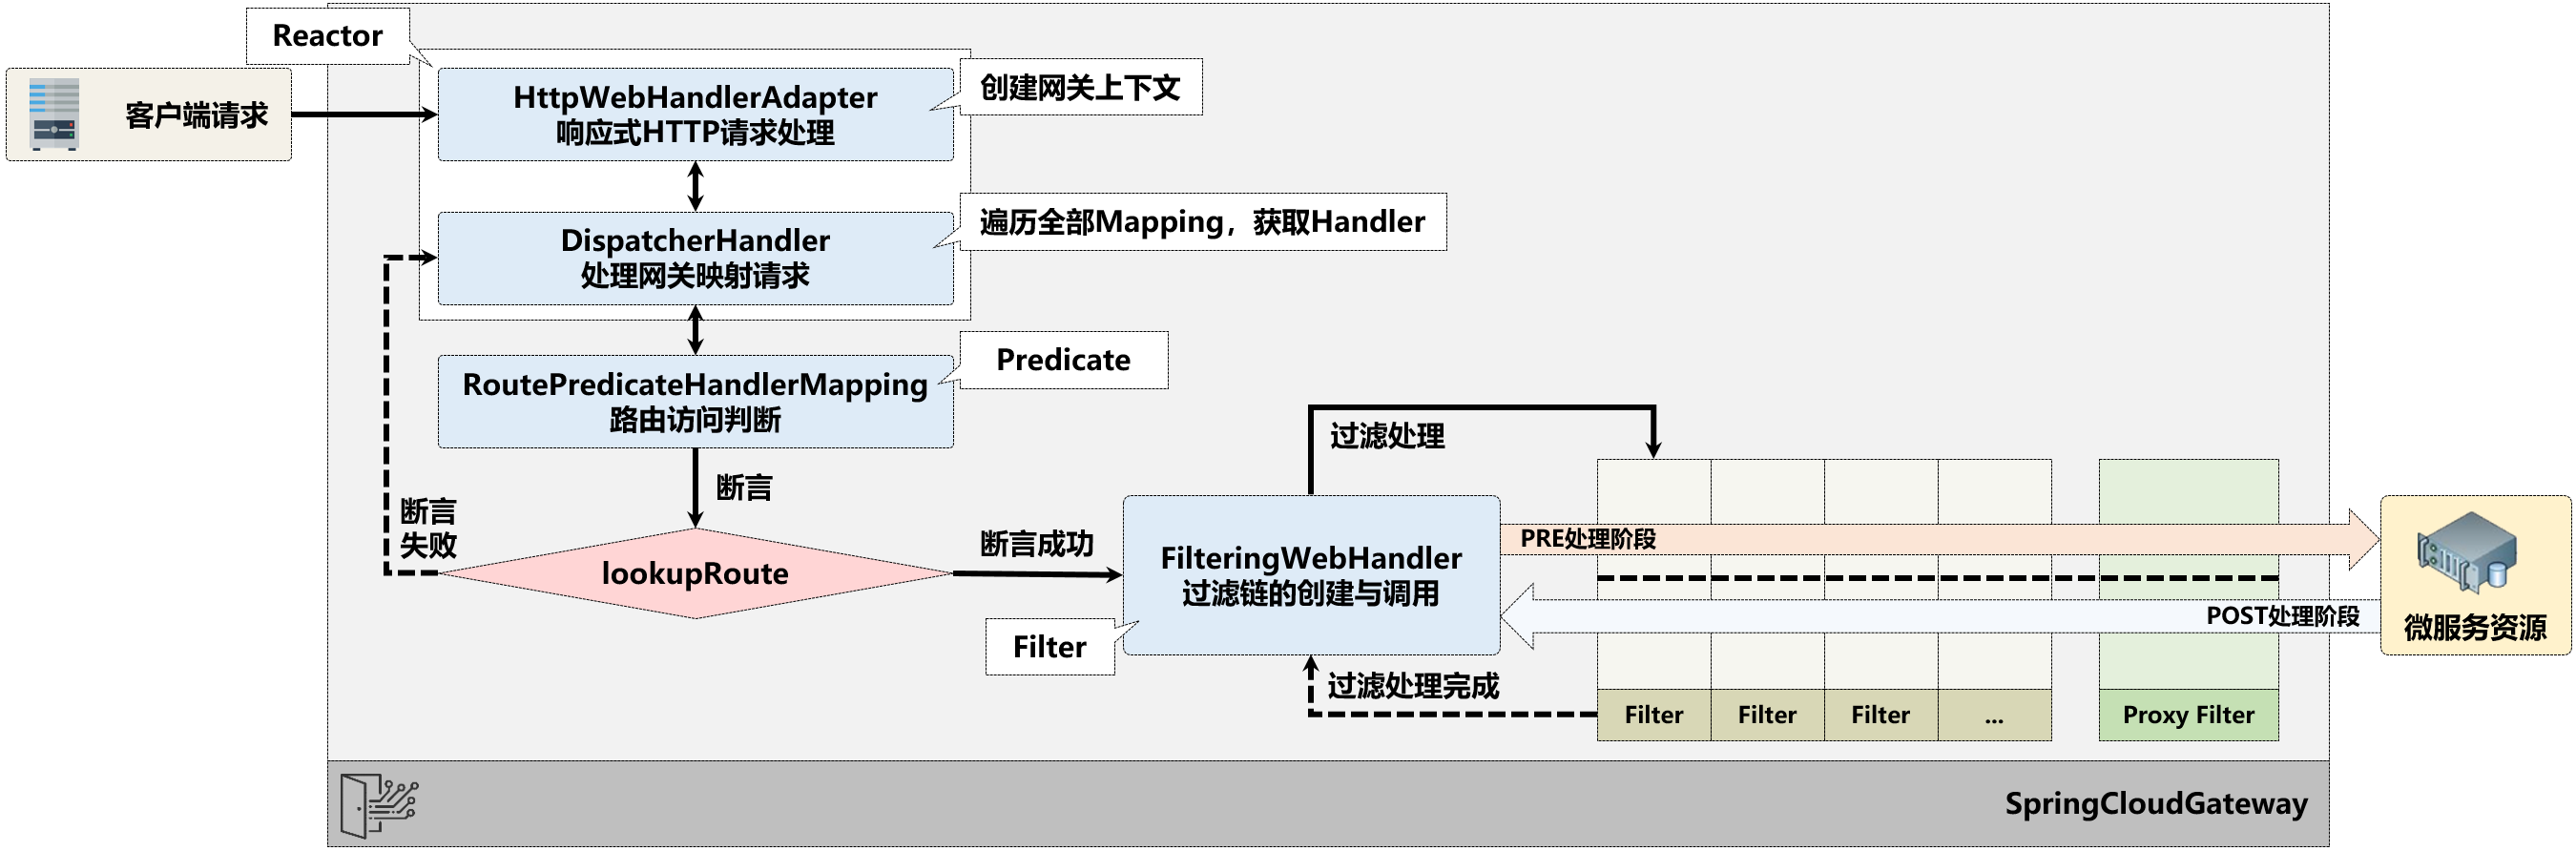 Reactor
客户端请求
HttpWebHandlerAdapter
响应式HTTP请求处理
创建网关上下文
DispatcherHandler
处理网关映射请求
遍历全部Mapping，获取Handler
RoutePredicateHandlerMapping
路由访问判断
Predicate
断言
断言
失败
lookupRoute
断言成功
FilteringWebHandler
过滤链的创建与调用
Filter
过滤处理
过滤处理完成
PRE处理阶段
POST处理阶段
Filter
Filter
Filter
...
Proxy Filter
微服务资源
SpringCloudGateway